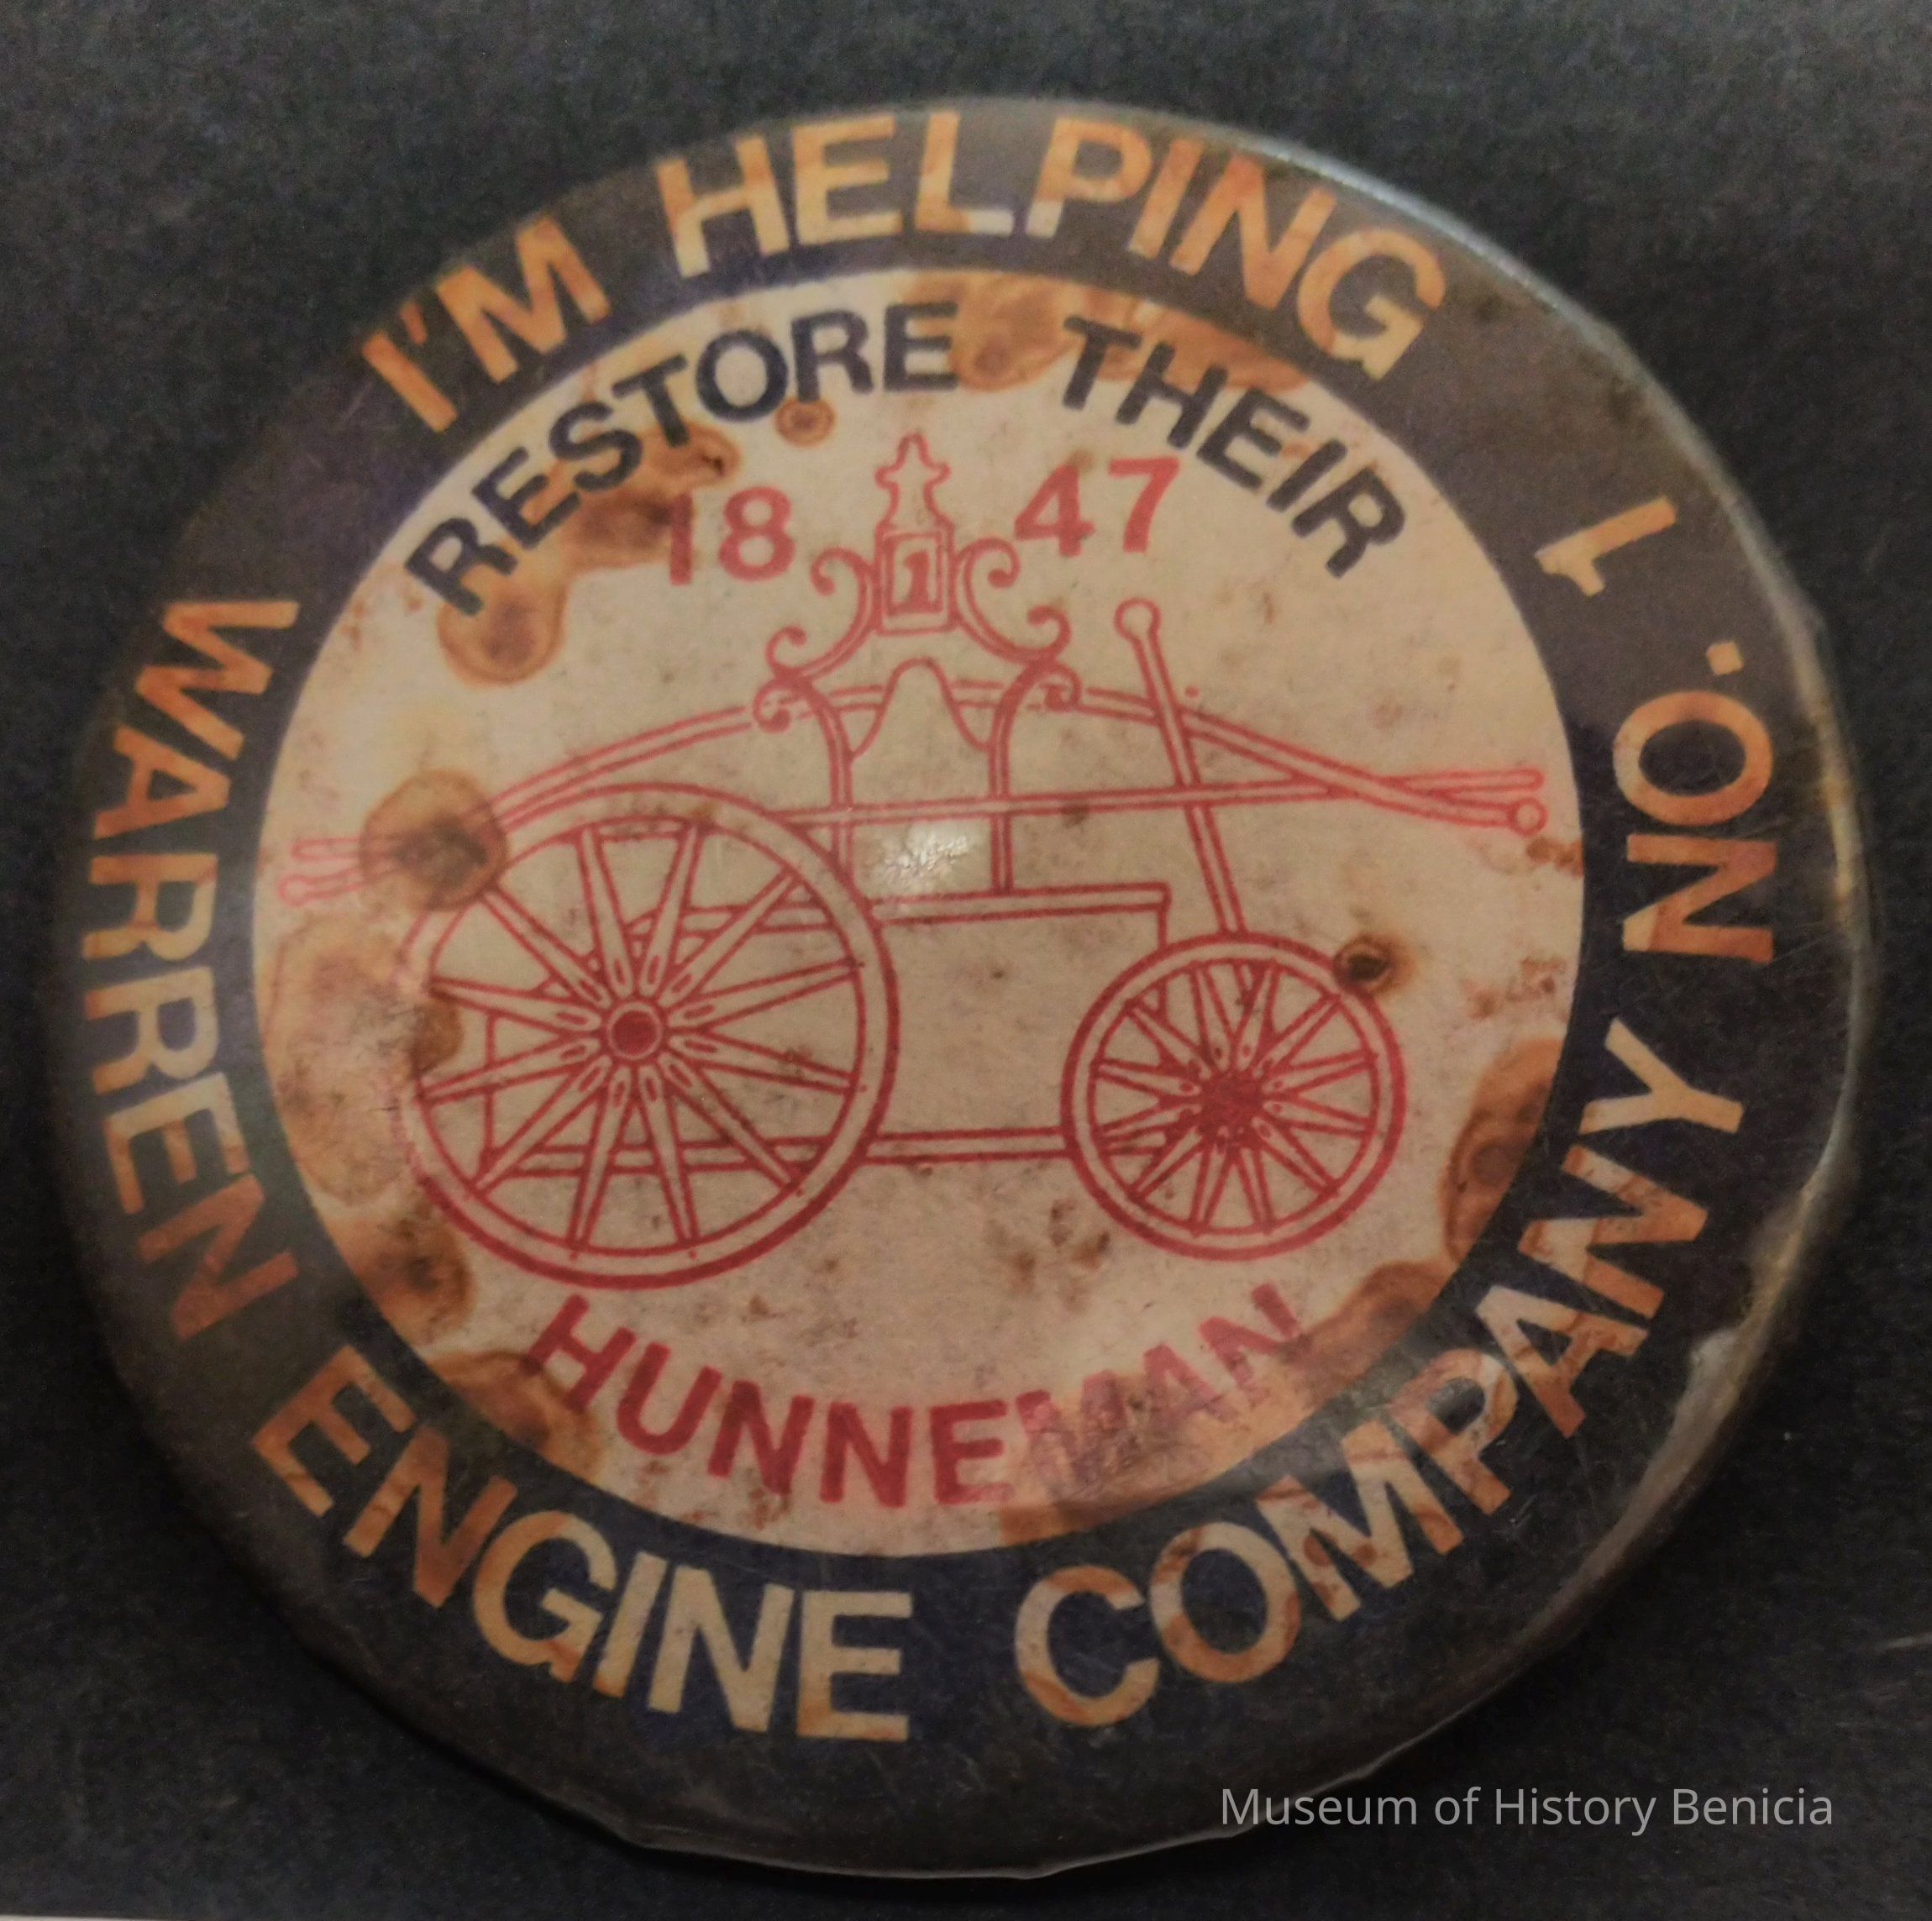 I'M HELPING
WARREN ENGINE COMPANY NO. 1
RESTORE THEIR
1847
1
HUNNEMAN
Museum of History Benicia